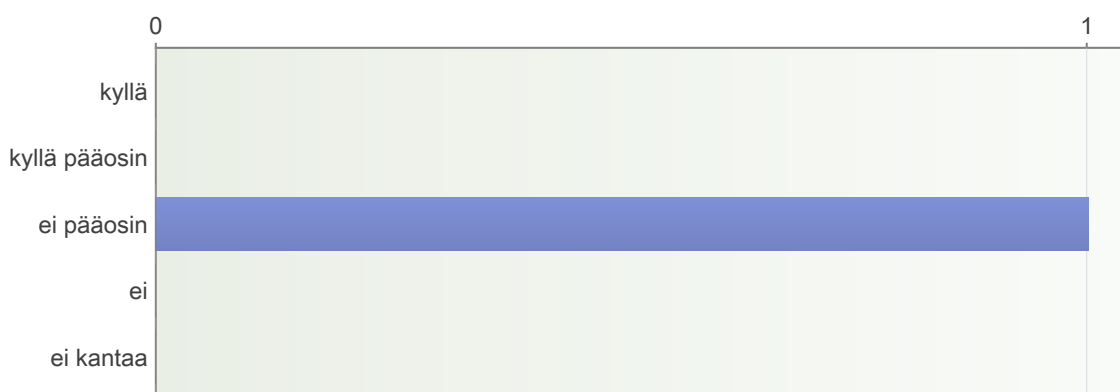 0 1
kyllä
kyllä pääosin
ei pääosin
ei
ei kantaa